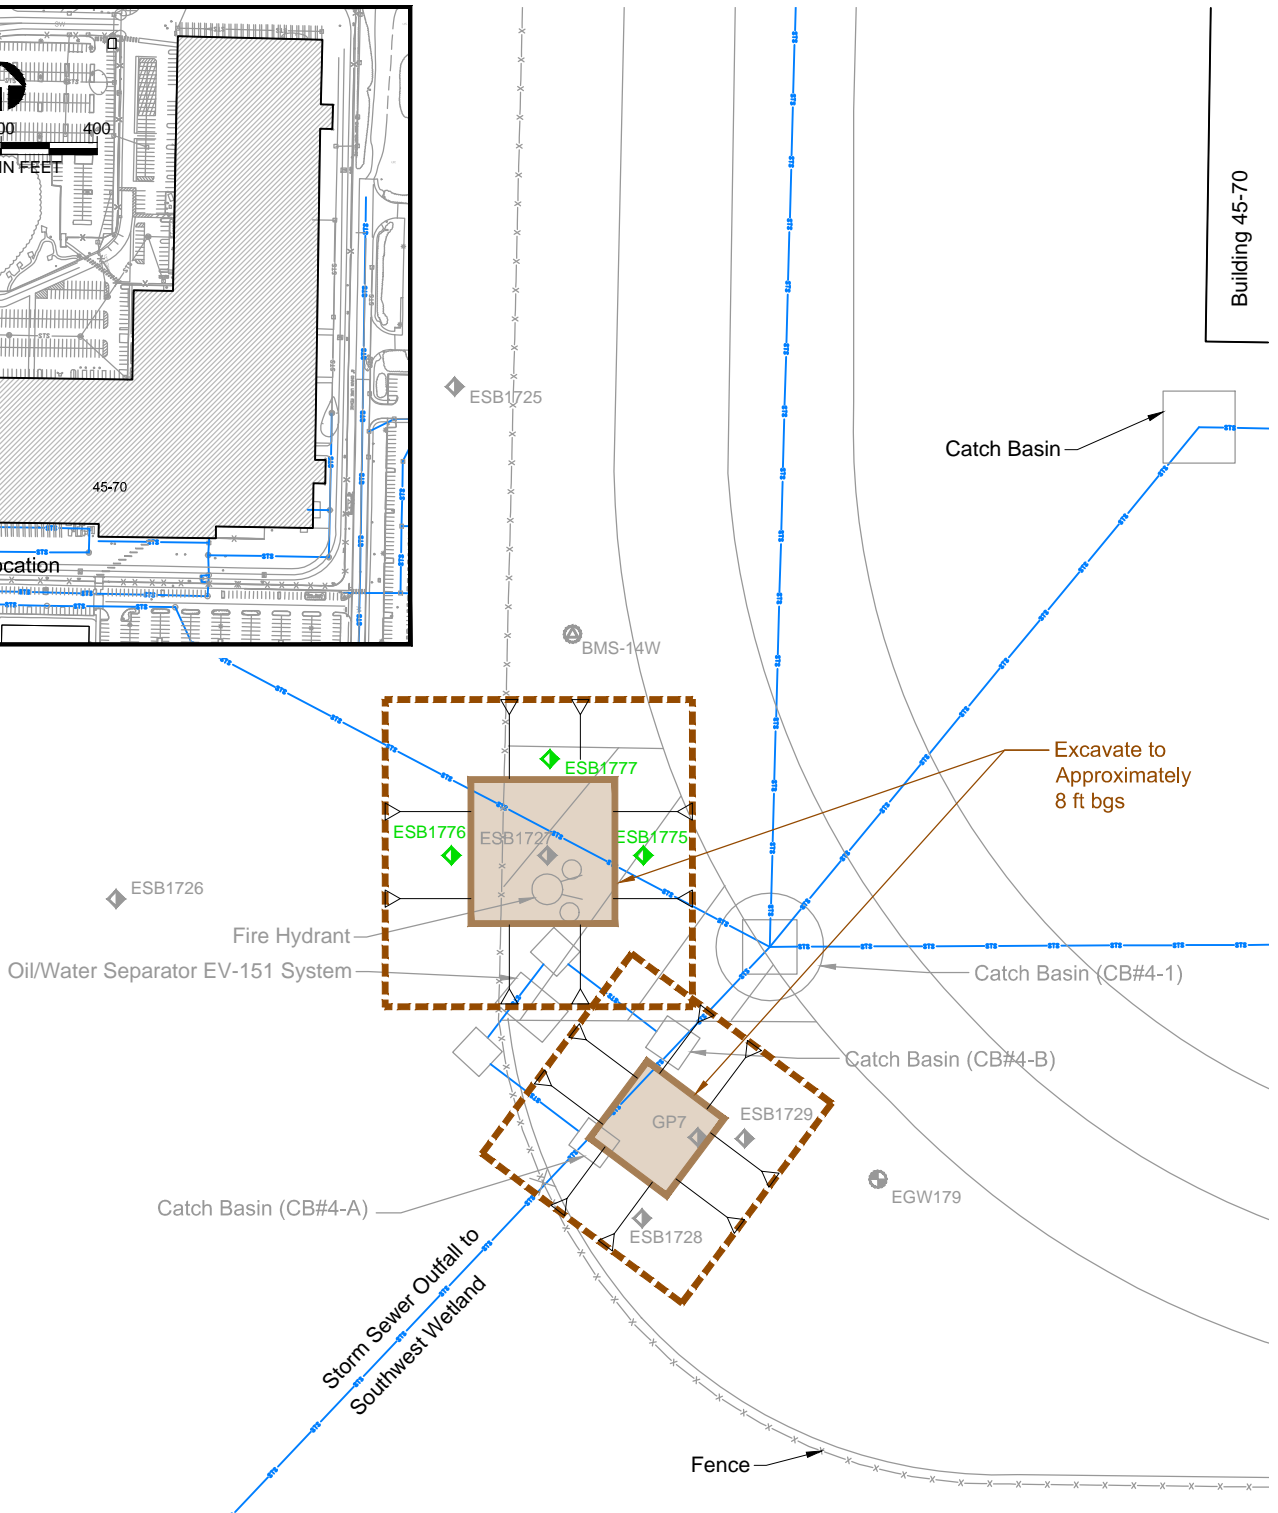 400
IN FEET
45-70
ocation
Building 45-70
ESB1725
Catch Basin
BMS-14W
Excavate to
Approximately
8 ft bgs
ESB1777
ESB1776
ESB1727
ESB1775
ESB1726
Fire Hydrant
Oil/Water Separator EV-151 System
Catch Basin (CB#4-1)
Catch Basin (CB#4-B)
GP7
ESB1729
EGW179
Catch Basin (CB#4-A)
ESB1728
Storm Sewer Outfall to
Southwest Wetland
Fence
STS